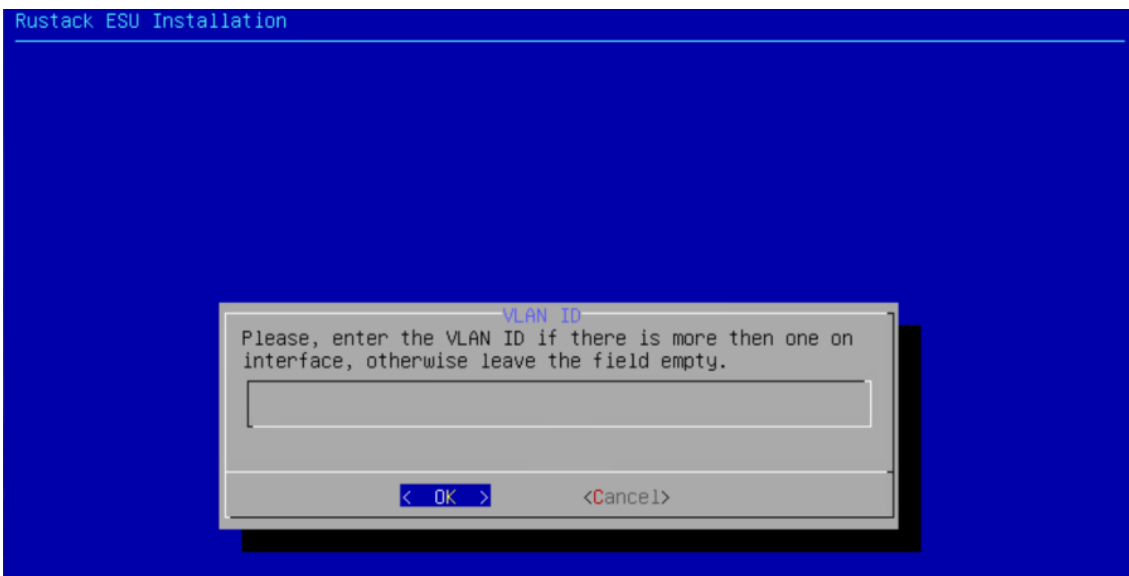 Rustack ESU Installation
VLAN ID
Please, enter the VLAN ID if there is more then one on
interface, otherwise leave the field empty.
< OK > <Cancel>